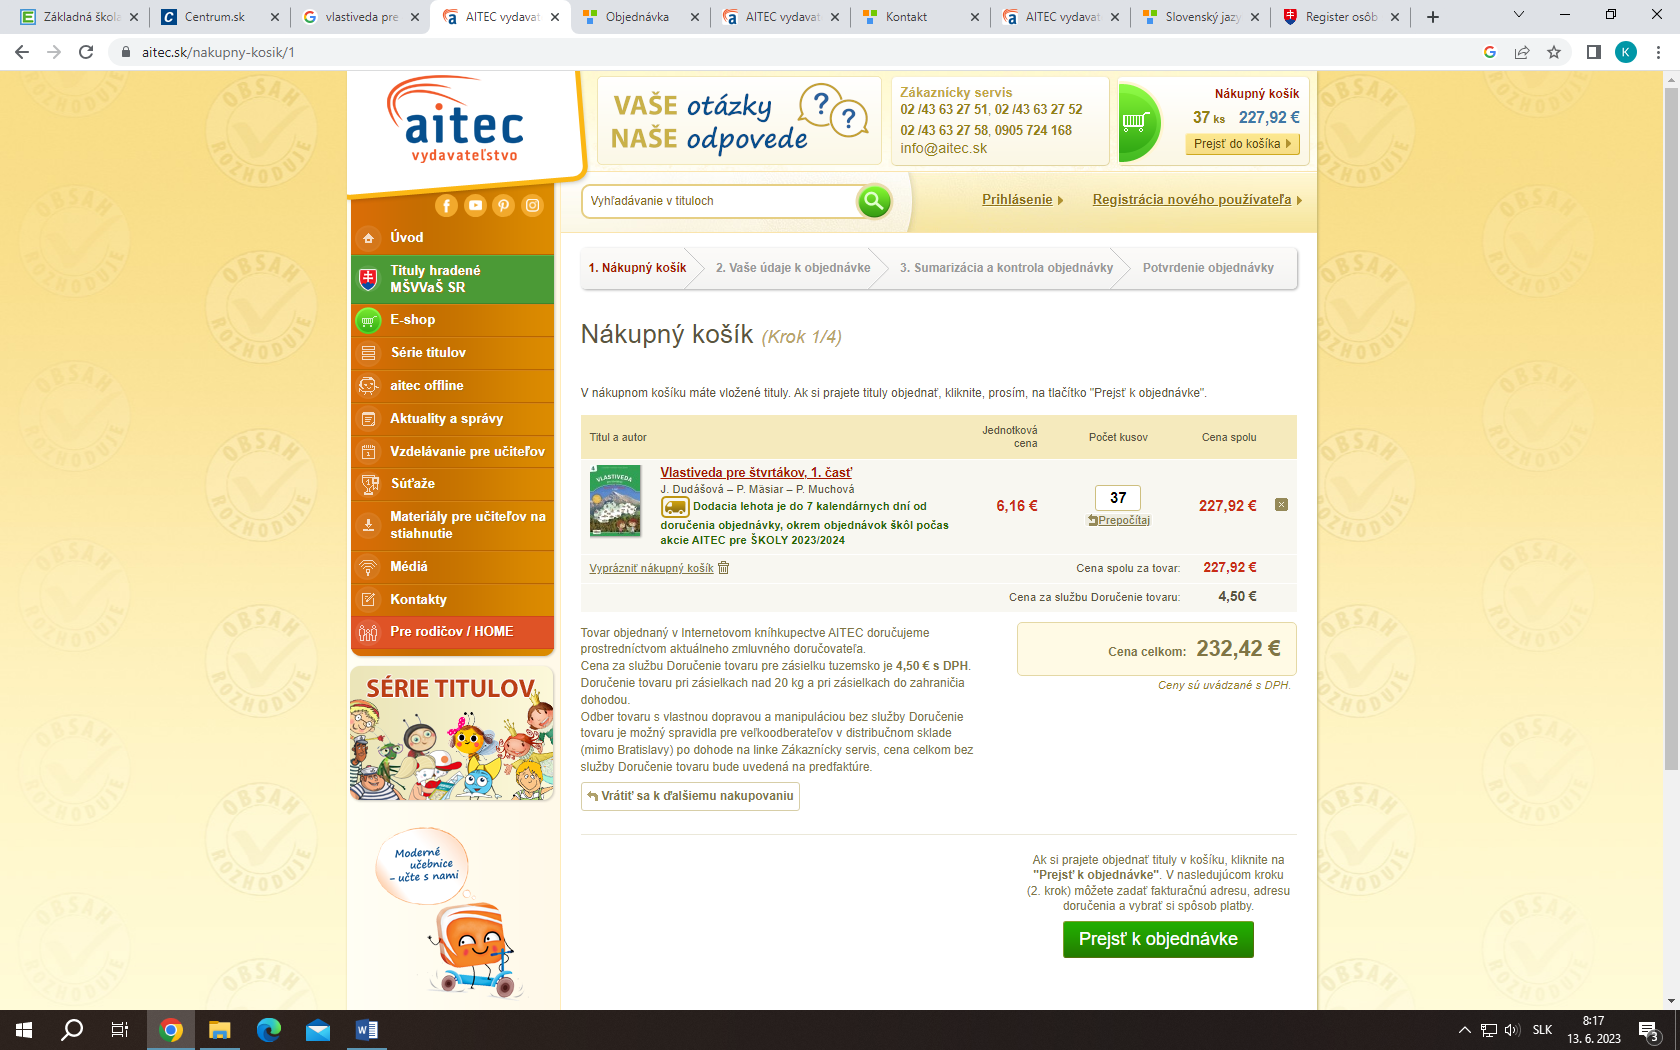 Základná škola
Centrum.sk
vlastiveda pre
AITEC vydavat
Objednávka
AITEC vydavat
Kontakt
AITEC vydavat
Slovenský jazy
Register osôb
aitec.sk/nakupny-kosik/1
K
aitec
vydavateľstvo
VAŠE otázky
NAŠE odpovede
Zákaznícky servis
02 /43 63 27 51, 02 /43 63 27 52
02 /43 63 27 58, 0905 724 168
info@aitec.sk
Nákupný košík
37 ks 227,92 €
Prejsť do košíka
Vyhľadávanie v tituloch
Prihlásenie
Registrácia nového používateľa
Úvod
Tituly hradené
MŠVVaŠ SR
E-shop
Série titulov
aitec offline
Aktuality a správy
Vzdelávanie pre učiteľov
Súťaže
Materiály pre učiteľov na
stiahnutie
Médiá
Kontakty
Pre rodičov / HOME
SÉRIE TITULOV
Moderné
učebnice
– učte s nami
1. Nákupný košík
2. Vaše údaje k objednávke
3. Sumarizácia a kontrola objednávky
Potvrdenie objednávky
Nákupný košík (Krok 1/4)
V nákupnom košíku máte vložené tituly. Ak si prajete tituly objednať, kliknite, prosím, na tlačítko "Prejsť k objednávke".
Titul a autor
Jednotková
cena
Počet kusov
Cena spolu
VLASTIVEDA
Vlastiveda pre štvrtákov, 1. časť
J. Dudášová – P. Mäsiar – P. Muchová
Dodacia lehota je do 7 kalendárnych dní od
doručenia objednávky, okrem objednávok škôl počas
akcie AITEC pre ŠKOLY 2023/2024
6,16 €
37
Prepočítaj
227,92 €
Vyprázniť nákupný košík
Cena spolu za tovar: 227,92 €
Cena za službu Doručenie tovaru: 4,50 €
Tovar objednaný v Internetovom kníhkupectve AITEC doručujeme
prostredníctvom aktuálneho zmluvného doručovateľa.
Cena za službu Doručenie tovaru pre zásielku tuzemsko je 4,50 € s DPH.
Doručenie tovaru pri zásielkach nad 20 kg a pri zásielkach do zahraničia
dohodou.
Odber tovaru s vlastnou dopravou a manipuláciou bez služby Doručenie
tovaru je možný spravidla pre veľkoodberateľov v distribučnom sklade
(mimo Bratislavy) po dohode na linke Zákaznícky servis, cena celkom bez
služby Doručenie tovaru bude uvedená na predfaktúre.
Cena celkom: 232,42 €
Ceny sú uvádzané s DPH.
Vrátiť sa k ďalšiemu nakupovaniu
Ak si prajete objednať tituly v košíku, kliknite na
"Prejsť k objednávke". V nasledujúcom kroku
(2. krok) môžete zadať fakturačnú adresu, adresu
doručenia a vybrať si spôsob platby.
Prejsť k objednávke
OBSAH
ROZHODUJE
SLK
8:17
13. 6. 2023
3